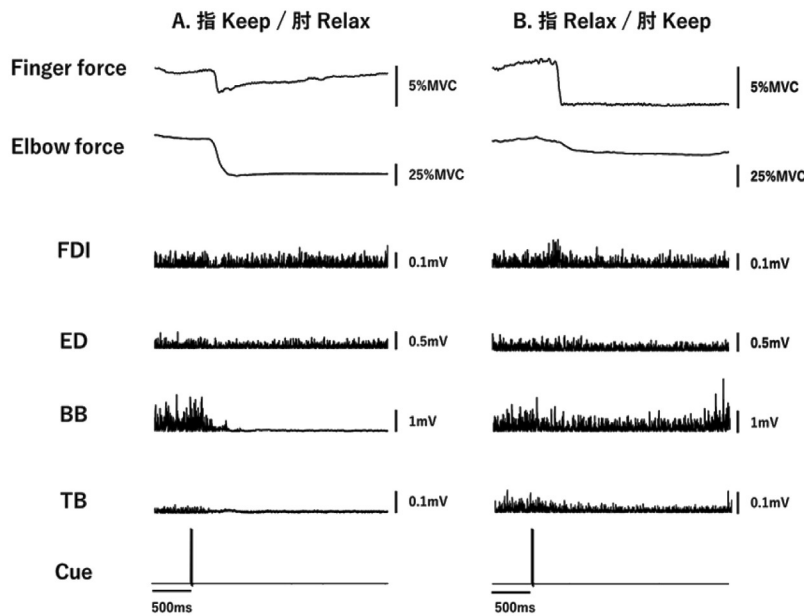 A. 指 Keep / 肘 Relax
B. 指 Relax / 肘 Keep
Finger force
5%MVC
5%MVC
Elbow force
25%MVC
25%MVC
FDI
0.1mV
0.1mV
ED
0.5mV
0.5mV
BB
1mV
1mV
TB
0.1mV
0.1mV
Cue
500ms
500ms